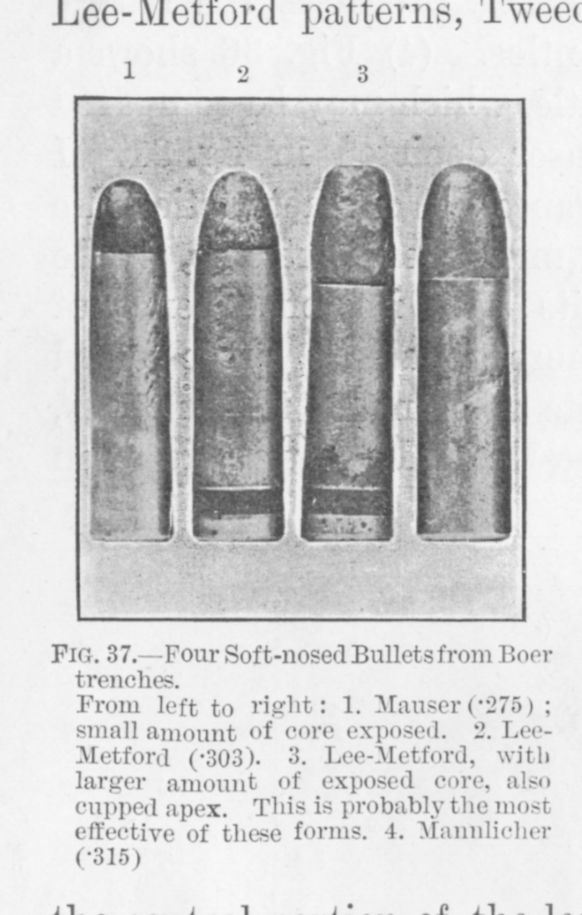 Lee-Metford patterns, Tweed
1 2 3
FIG. 37.—Four Soft-nosed Bullets from Boer
trenches.
From left to right: 1. Mauser (·275) ;
small amount of core exposed. 2. Lee-
Metford (·303). 3. Lee-Metford, with
larger amount of exposed core, also
cupped apex. This is probably the most
effective of these forms. 4. Mannlicher
(·315)